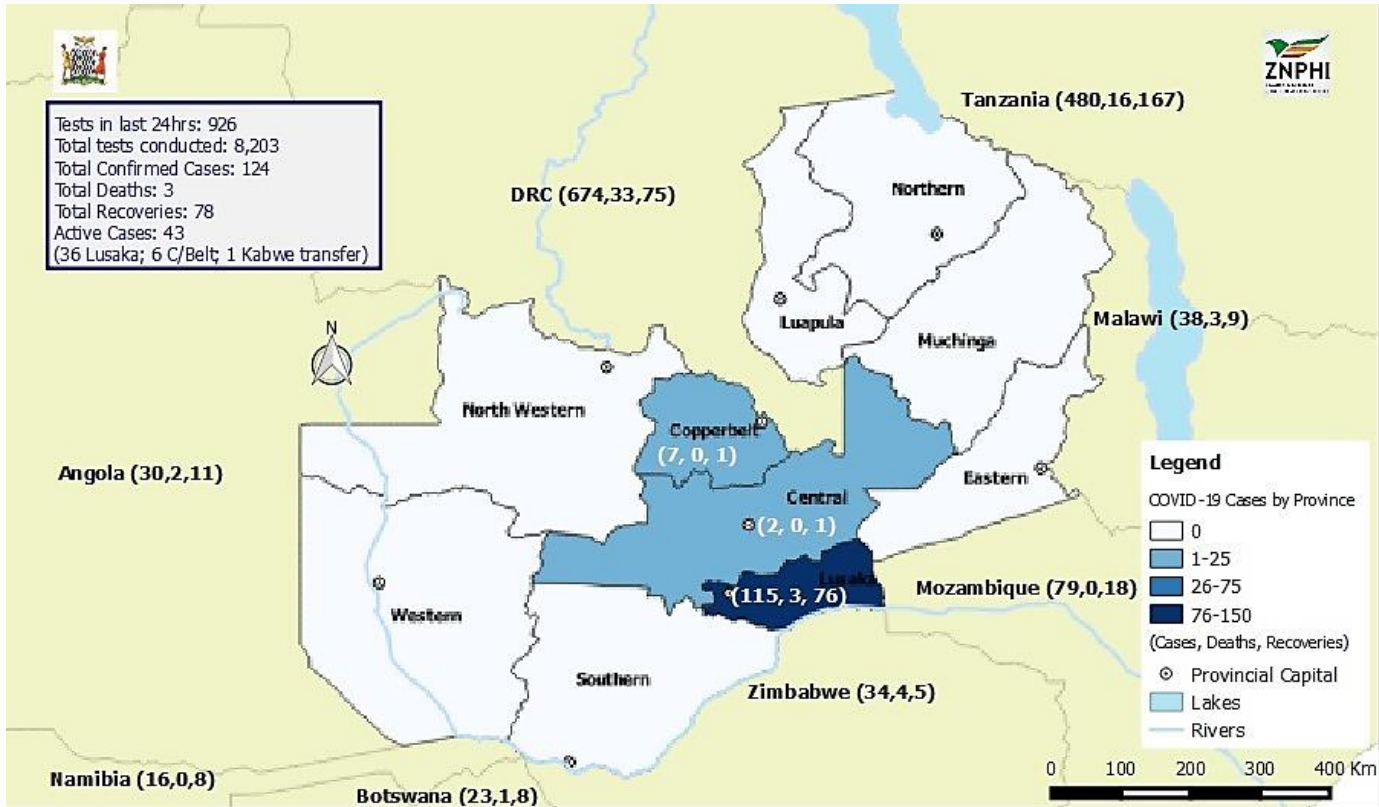 ZNPHI
Tests in last 24hrs: 926
Total tests conducted: 8,203
Total Confirmed Cases: 124
Total Deaths: 3
Total Recoveries: 78
Active Cases: 43
(36 Lusaka; 6 C/Belt; 1 Kabwe transfer)
Tanzania (480,16,167)
DRC (674,33,75)
Northern
N
Luapula
Malawi (38,3,9)
Muchinga
North Western
Copperbelt
(7, 0, 1)
Angola (30,2,11)
Eastern
Central
(2, 0, 1)
Lusaka
(115, 3, 76)
Mozambique (79,0,18)
Western
Southern
Zimbabwe (34,4,5)
Namibia (16,0,8)
Botswana (23,1,8)
Legend
COVID-19 Cases by Province
0
1-25
26-75
76-150
(Cases, Deaths, Recoveries)
Provincial Capital
Lakes
Rivers
0 100 200 300 400 Km